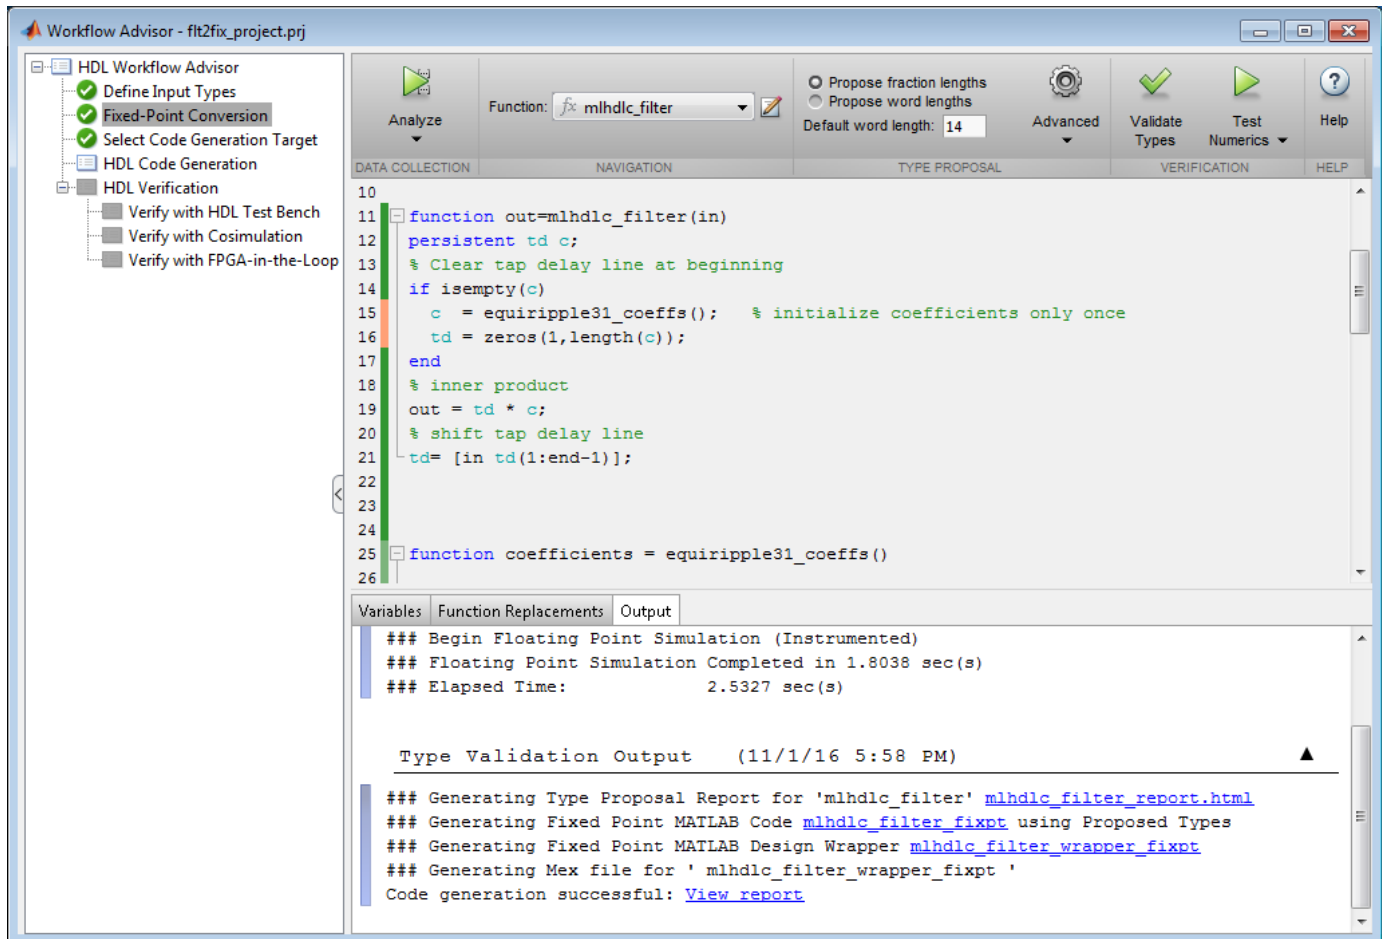 Workflow Advisor - flt2fix_project.prj
HDL Workflow Advisor
Define Input Types
Fixed-Point Conversion
Select Code Generation Target
HDL Code Generation
HDL Verification
Verify with HDL Test Bench
Verify with Cosimulation
Verify with FPGA-in-the-Loop
Analyze
DATA COLLECTION
Function: fx mlhdlc_filter
NAVIGATION
Propose fraction lengths
Propose word lengths
Default word length: 14
Advanced
TYPE PROPOSAL
Validate Types
Test Numerics
VERIFICATION
? Help
HELP
10
11 function out=mlhdlc_filter(in)
12 persistent td c;
13 % Clear tap delay line at beginning
14 if isempty(c)
15 c = equiripple31_coeffs(); % initialize coefficients only once
16 td = zeros(1,length(c));
17 end
18 % inner product
19 out = td * c;
20 % shift tap delay line
21 td= [in td(1:end-1)];
22
23
24
25 function coefficients = equiripple31_coeffs()
26
Variables Function Replacements Output
### Begin Floating Point Simulation (Instrumented)
### Floating Point Simulation Completed in 1.8038 sec(s)
### Elapsed Time: 2.5327 sec(s)
Type Validation Output (11/1/16 5:58 PM)
### Generating Type Proposal Report for 'mlhdlc_filter' mlhdlc_filter_report.html
### Generating Fixed Point MATLAB Code mlhdlc_filter_fixpt using Proposed Types
### Generating Fixed Point MATLAB Design Wrapper mlhdlc_filter_wrapper_fixpt
### Generating Mex file for ' mlhdlc_filter_wrapper_fixpt '
Code generation successful: View report